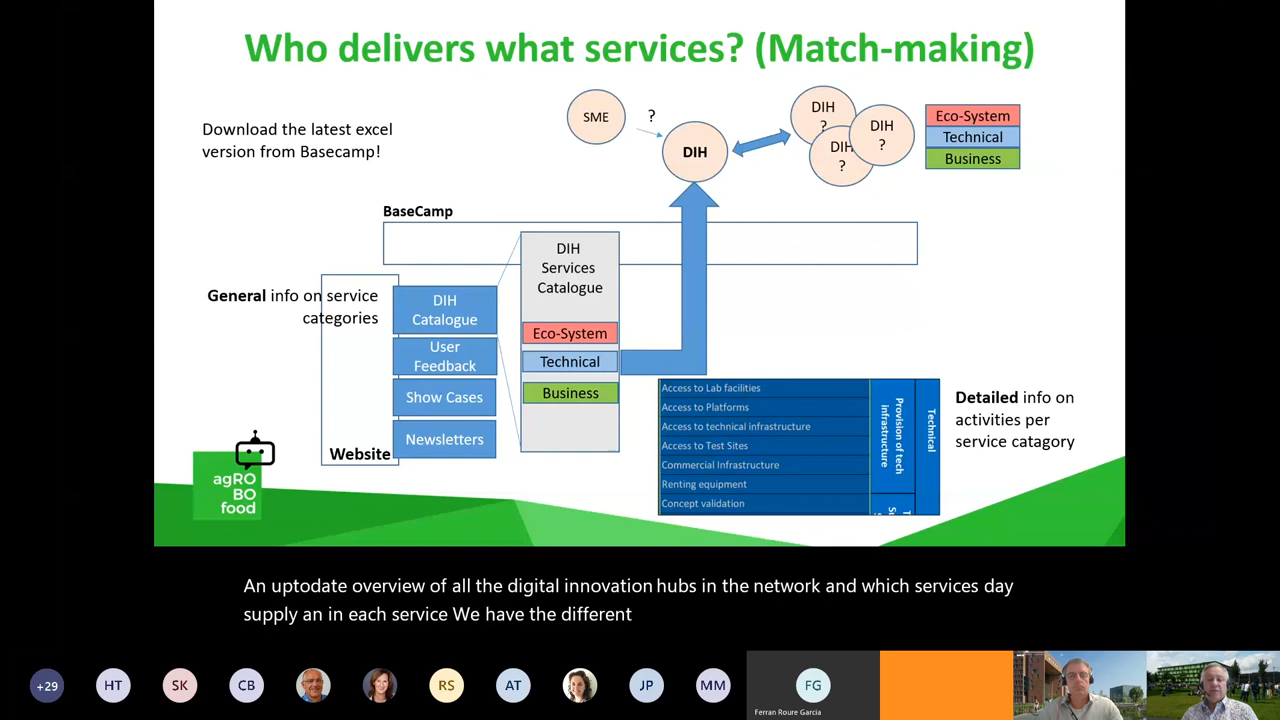 Who delivers what services? (Match-making)
Download the latest excel
version from Basecamp!
SME
?
DIH
DIH
?
DIH
?
DIH
?
Eco-System
Technical
Business
BaseCamp
DIH
Services
Catalogue
Eco-System
Technical
Business
General info on service
categories
DIH
Catalogue
User
Feedback
Show Cases
Newsletters
Website
Access to Lab facilities
Access to Platforms
Access to technical infrastructure
Access to Test Sites
Commercial Infrastructure
Renting equipment
Concept validation
Provision of tech
infrastructure
Technical
Detailed info on
activities per
service catagory
agRO
BO
food
An uptodate overview of all the digital innovation hubs in the network and which services day
supply an in each service We have the different
+29
HT
SK
CB
RS
AT
JP
MM
FG
Ferran Roure Garcia